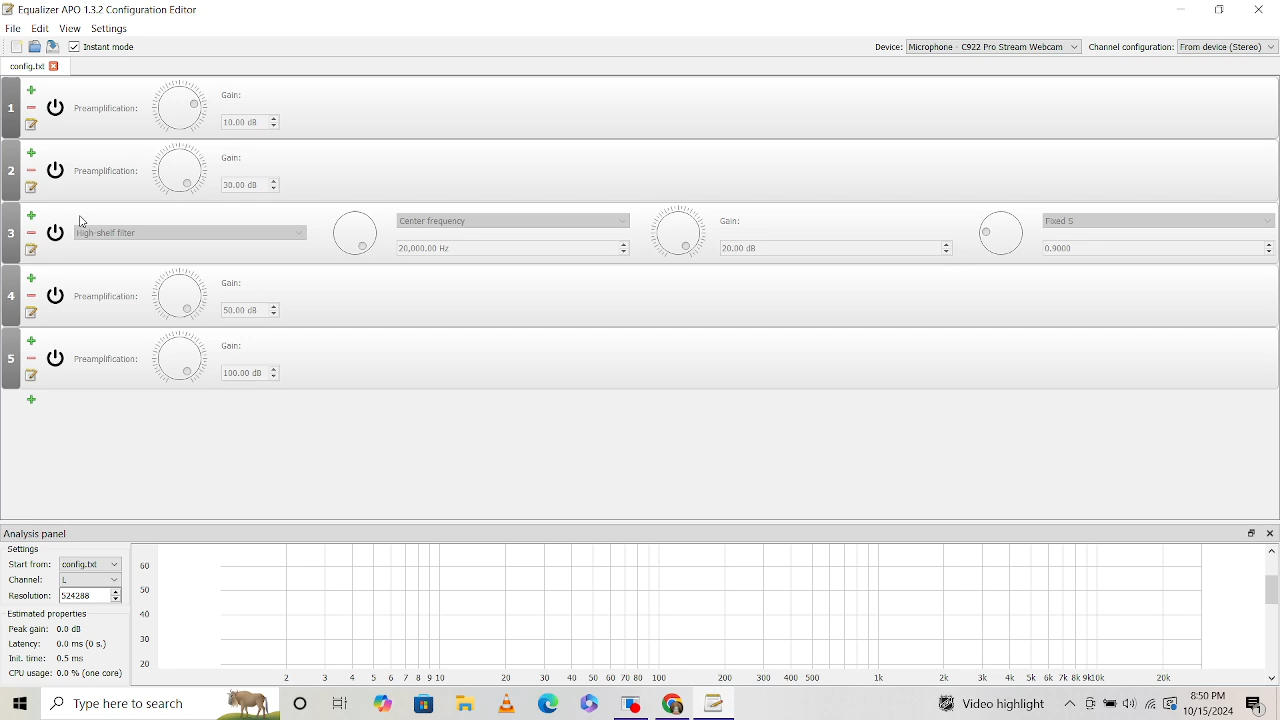 Equalizer APO 1.3.2 Configuration Editor
File Edit View Settings
Instant mode Device: Microphone - C922 Pro Stream Webcam Channel configuration: From device (Stereo)
config.txt
1 Preamplification: Gain: 10.00 dB
2 Preamplification: Gain: 30.00 dB
3 High-shelf filter Center frequency 20,000.00 Hz Gain: 20.00 dB Fixed S 0.9000
4 Preamplification: Gain: 50.00 dB
5 Preamplification: Gain: 100.00 dB
Analysis panel
Settings
Start from: config.txt
Channel: L
Resolution: 524288
Estimated properties
Peak gain: 0.0 dB
Latency: 0.0 ms (0 s.)
Init. time: 0.5 ms
CPU usage: 0.0 % (one core)
60
50
40
30
20
2 3 4 5 6 7 8 9 10 20 30 40 50 60 70 80 100 200 300 400 500 1k 2k 3k 4k 5k 6k 7k 8k 9k 10k 20k
Type here to search Video highlight 8:50 PM
10/15/2024 1